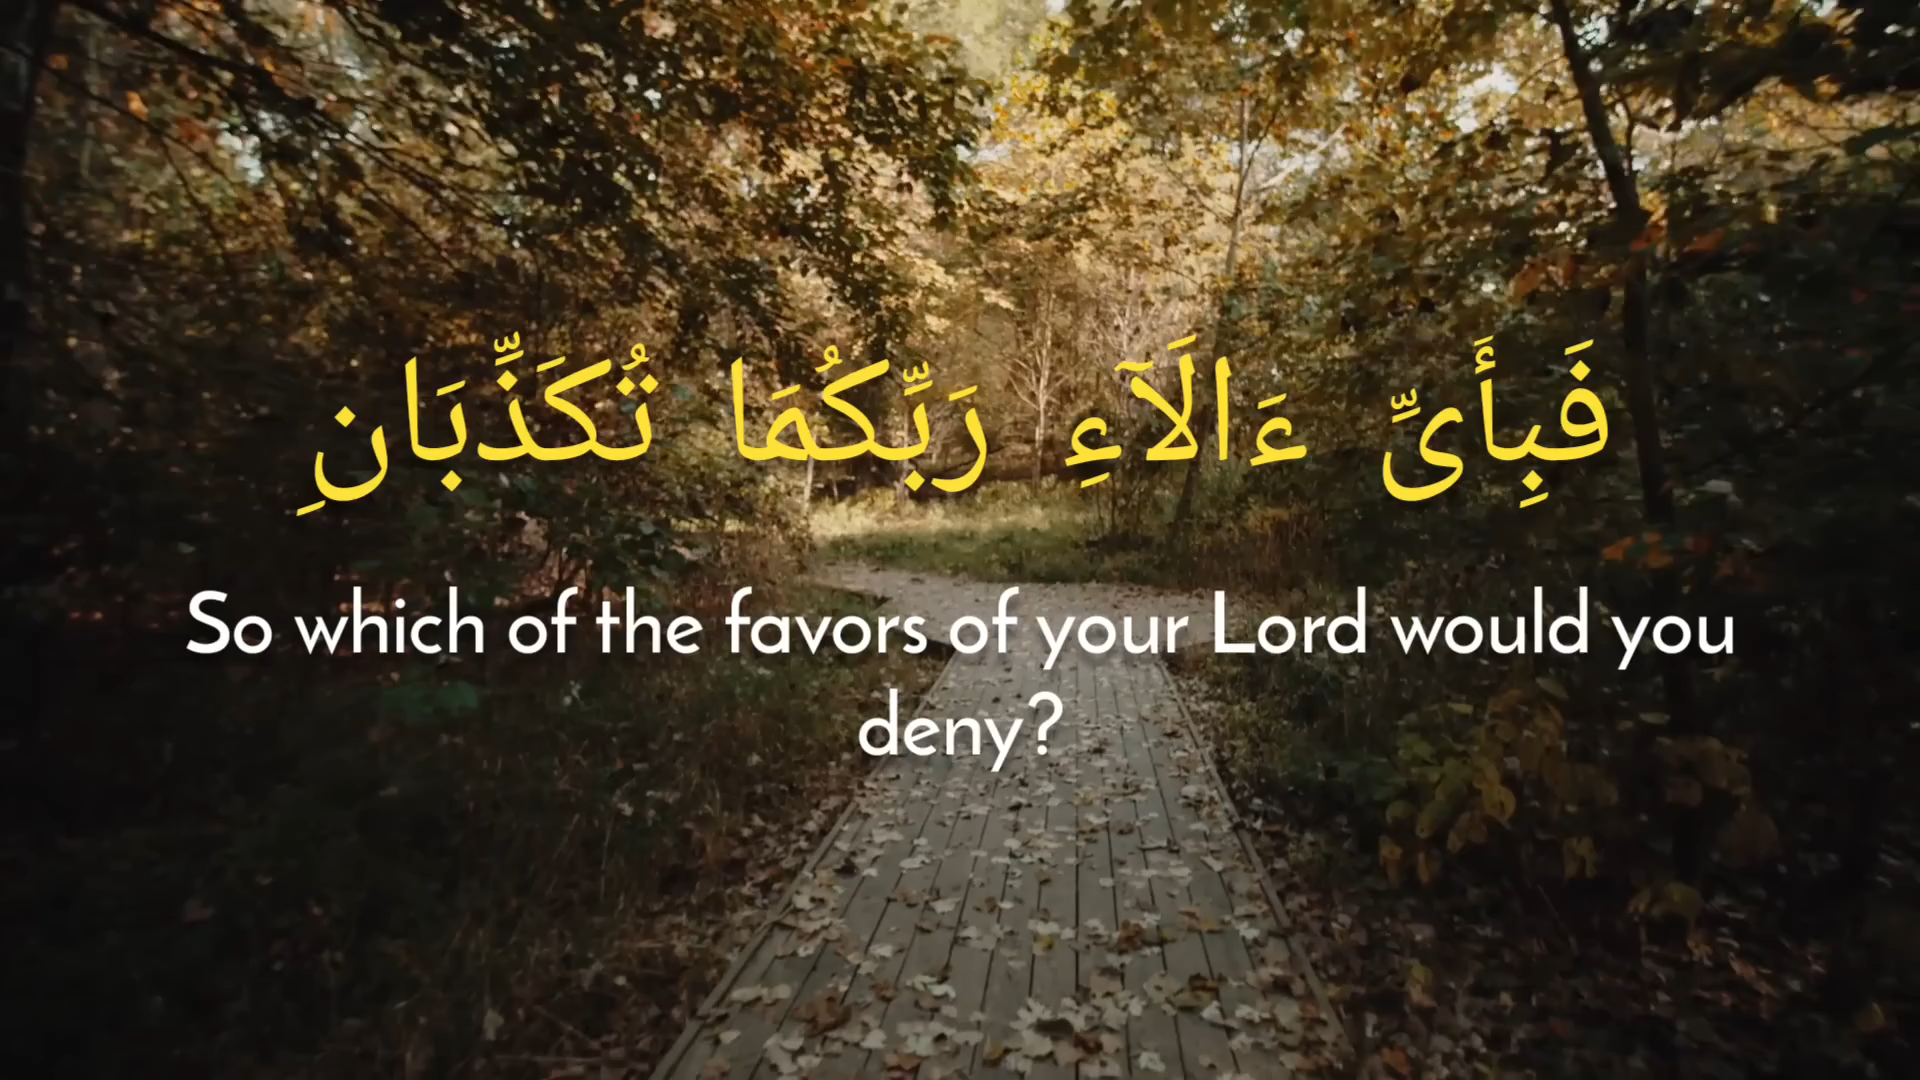 فَبِأَىِّ ءَالَآءِ رَبِّكُمَا تُكَذِّبَانِ
So which of the favors of your Lord would you
deny?